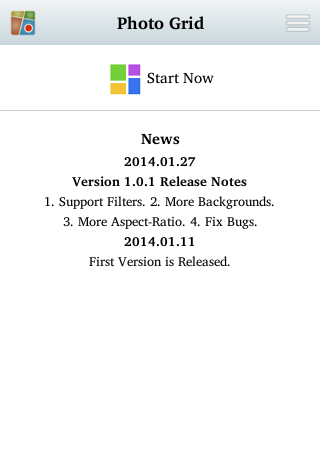 Photo Grid
Start Now
News
2014.01.27
Version 1.0.1 Release Notes
1. Support Filters. 2. More Backgrounds.
3. More Aspect-Ratio. 4. Fix Bugs.
2014.01.11
First Version is Released.